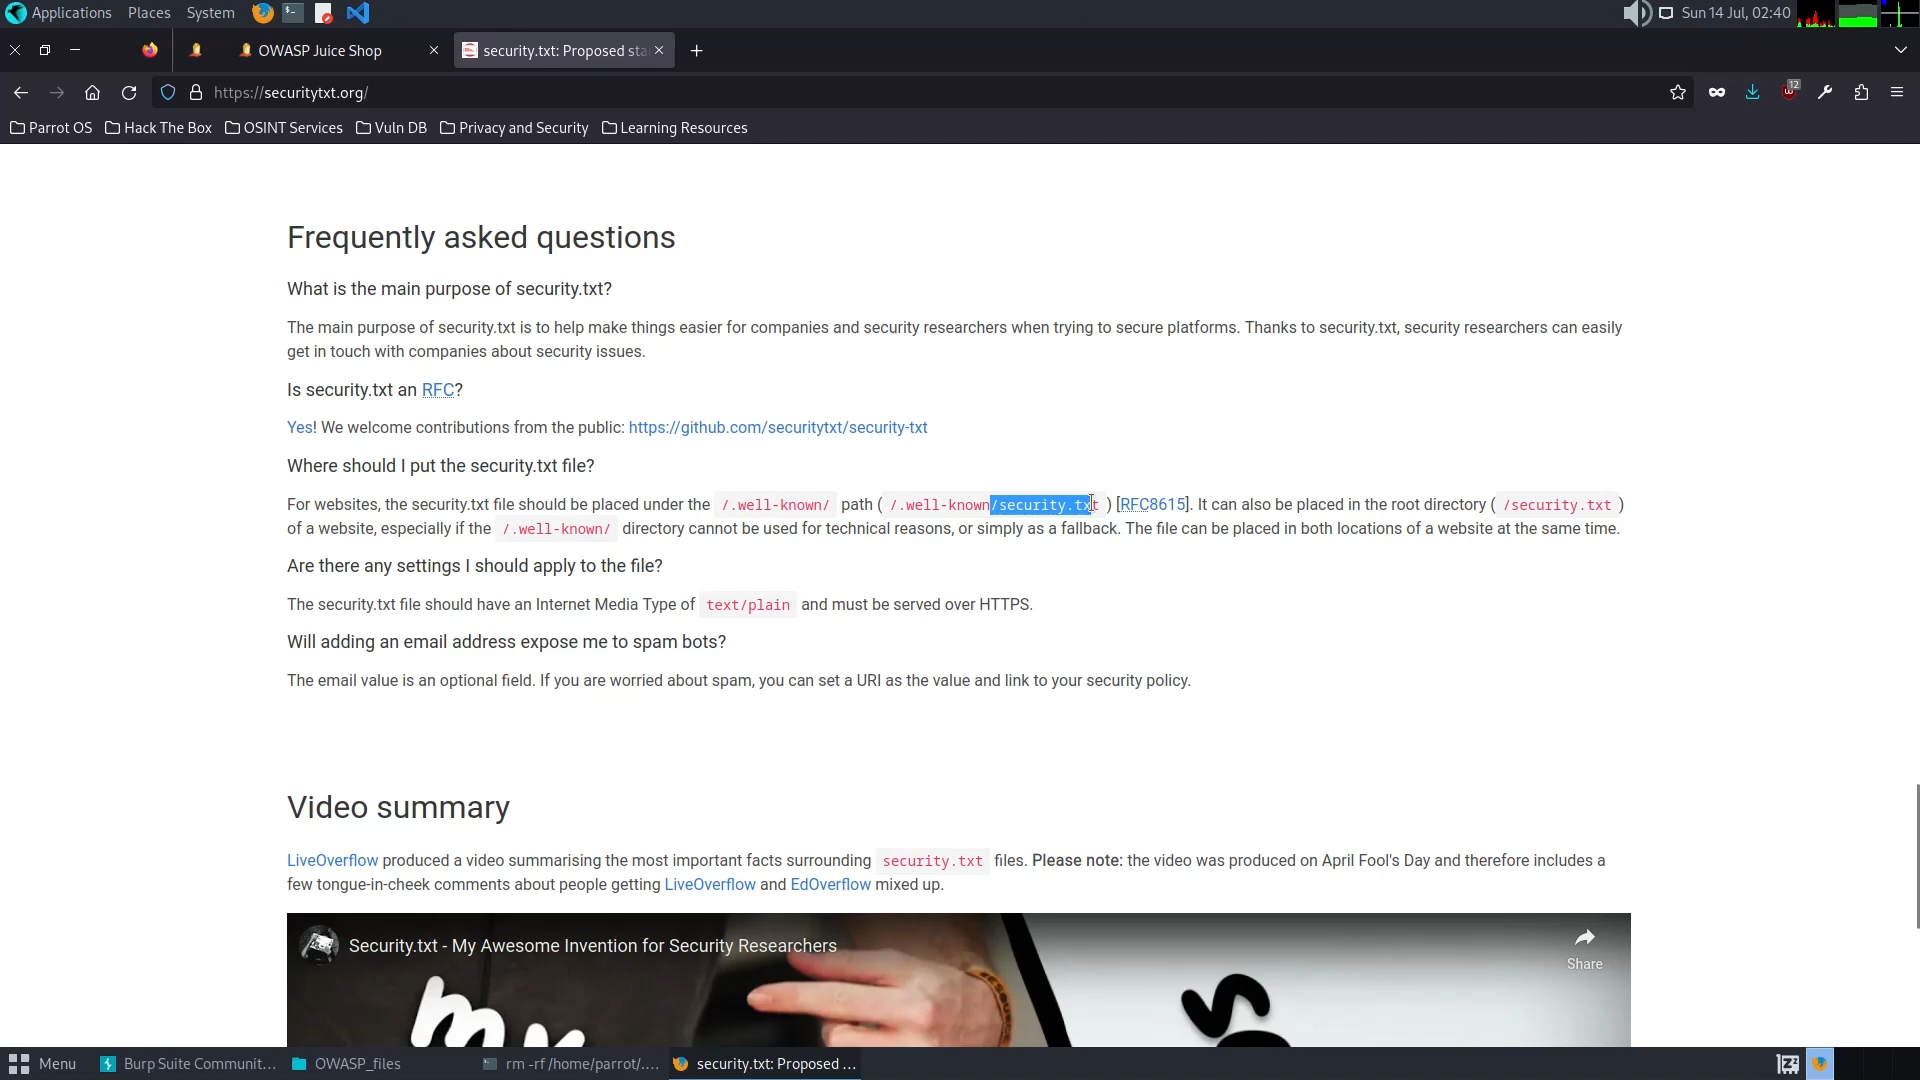 Applications Places System
Sun 14 Jul, 02:40
OWASP Juice Shop
security.txt: Proposed sta
https://securitytxt.org/
12
Parrot OS Hack The Box OSINT Services Vuln DB Privacy and Security Learning Resources
Frequently asked questions
What is the main purpose of security.txt?
The main purpose of security.txt is to help make things easier for companies and security researchers when trying to secure platforms. Thanks to security.txt, security researchers can easily
get in touch with companies about security issues.
Is security.txt an RFC?
Yes! We welcome contributions from the public: https://github.com/securitytxt/security-txt
Where should I put the security.txt file?
For websites, the security.txt file should be placed under the /.well-known/ path ( /.well-known/security.txt ) [RFC8615]. It can also be placed in the root directory ( /security.txt )
of a website, especially if the /.well-known/ directory cannot be used for technical reasons, or simply as a fallback. The file can be placed in both locations of a website at the same time.
Are there any settings I should apply to the file?
The security.txt file should have an Internet Media Type of text/plain and must be served over HTTPS.
Will adding an email address expose me to spam bots?
The email value is an optional field. If you are worried about spam, you can set a URI as the value and link to your security policy.
Video summary
LiveOverflow produced a video summarising the most important facts surrounding security.txt files. Please note: the video was produced on April Fool's Day and therefore includes a
few tongue-in-cheek comments about people getting LiveOverflow and EdOverflow mixed up.
Security.txt - My Awesome Invention for Security Researchers
Share
my
Menu Burp Suite Communit... OWASP_files rm -rf /home/parrot/.... security.txt: Proposed ...